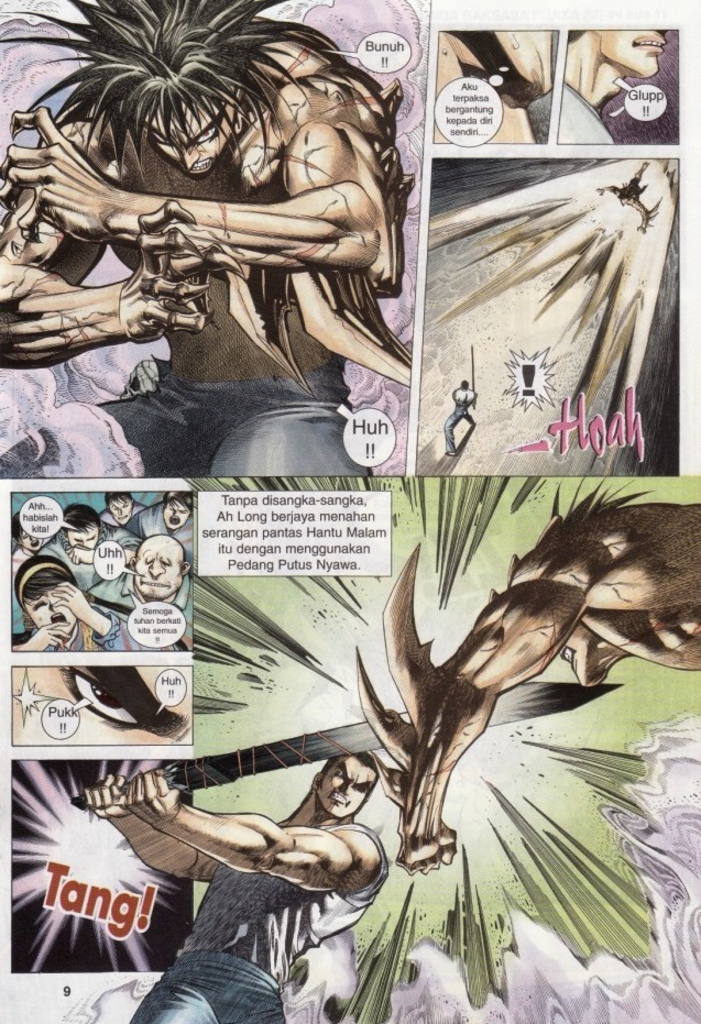 Bunuh
!!
Aku
terpaksa
bergantung
kepada diri
sendiri....
Glupp
!!
Huh
!!
!
Hoah
Ahh...
habislah
kita!
Uhh
!!
Semoga
tuhan berkati
kita semua
!!
Tanpa disangka-sangka,
Ah Long berjaya menahan
serangan pantas Hantu Malam
itu dengan menggunakan
Pedang Putus Nyawa.
Pukk
!!
Huh
!!
Tang!
9